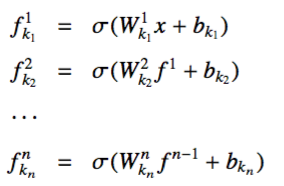 f^1_{k_1} = σ(W^1_{k_1} x + b_{k_1})
f^2_{k_2} = σ(W^2_{k_2} f^1 + b_{k_2})
...
f^n_{k_n} = σ(W^n_{k_n} f^{n-1} + b_{k_n})